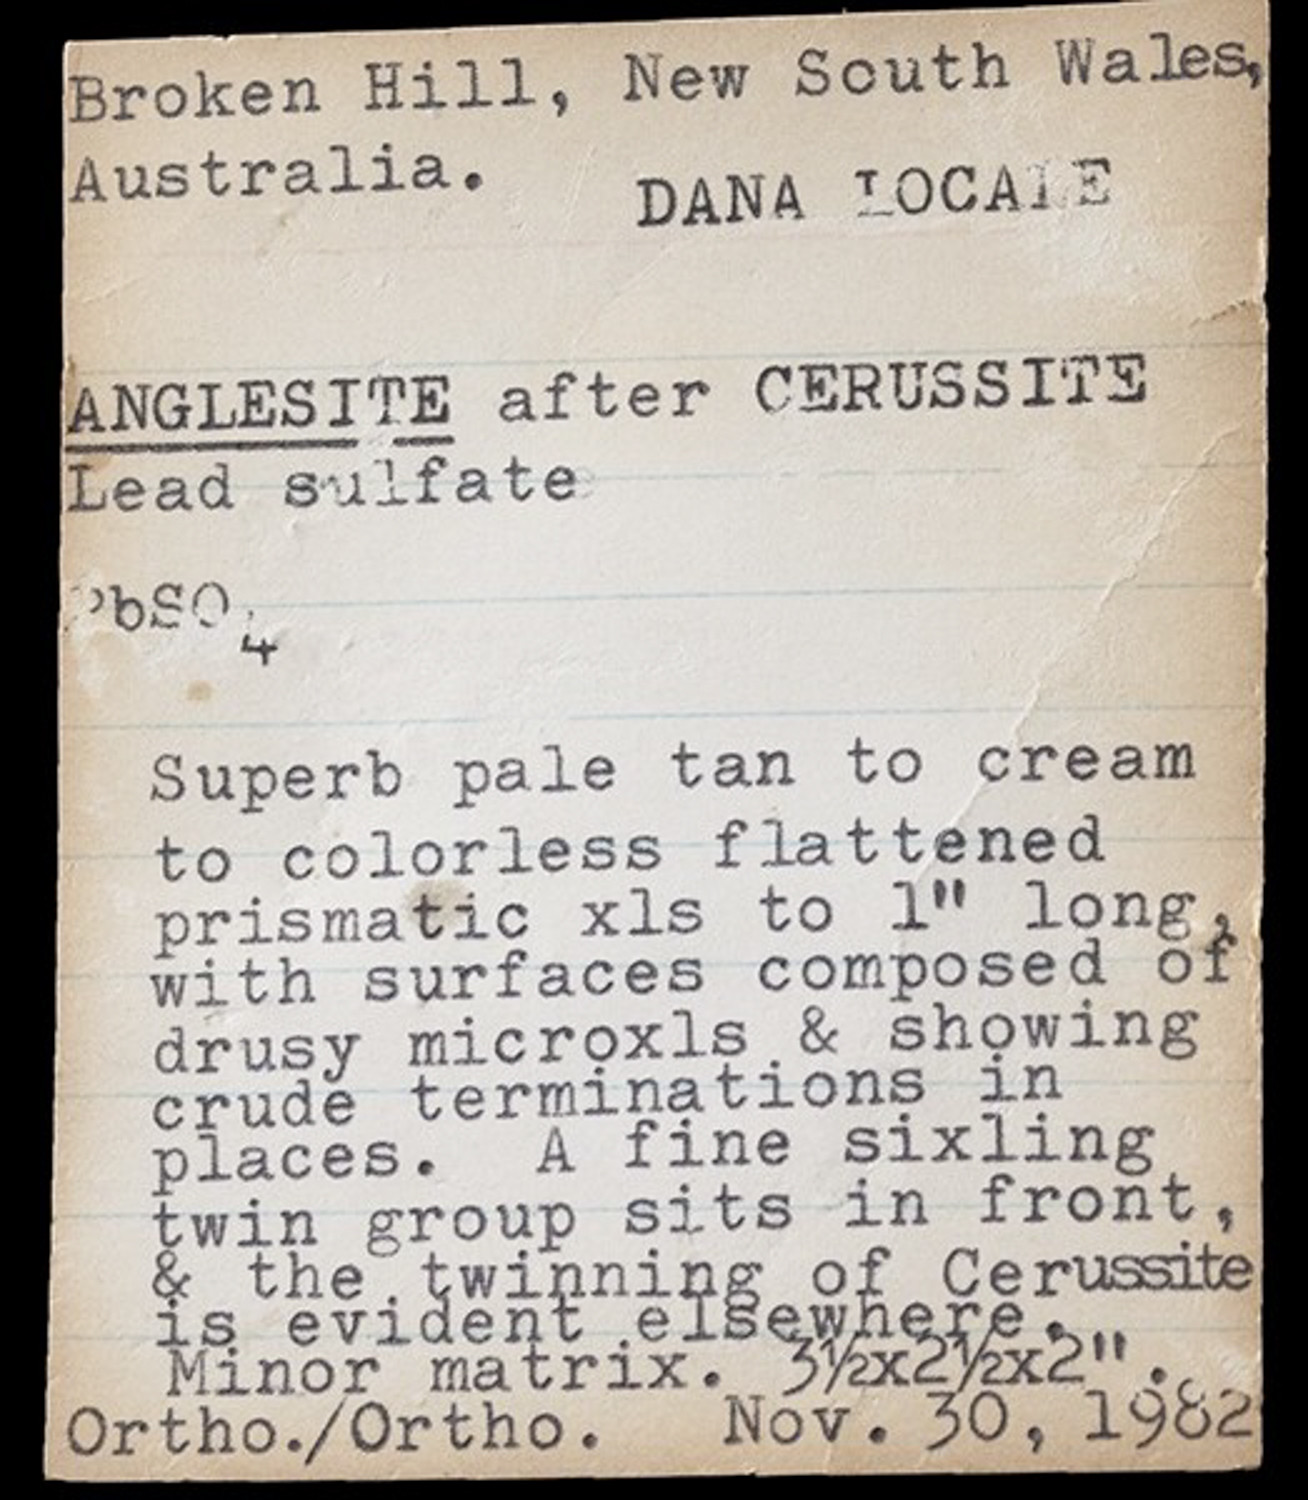 Broken Hill, New South Wales,
Australia.
DANA LOCALE
ANGLESITE after CERUSSITE
Lead sulfate
PbSO4
Superb pale tan to cream
to colorless flattened
prismatic xls to 1" long,
with surfaces composed of
drusy microxls & showing
crude terminations in
places.  A fine sixling
twin group sits in front,
& the twinning of Cerussite
is evident elsewhere.
Minor matrix. 3½x2½x2".
Ortho./Ortho.   Nov. 30, 1982